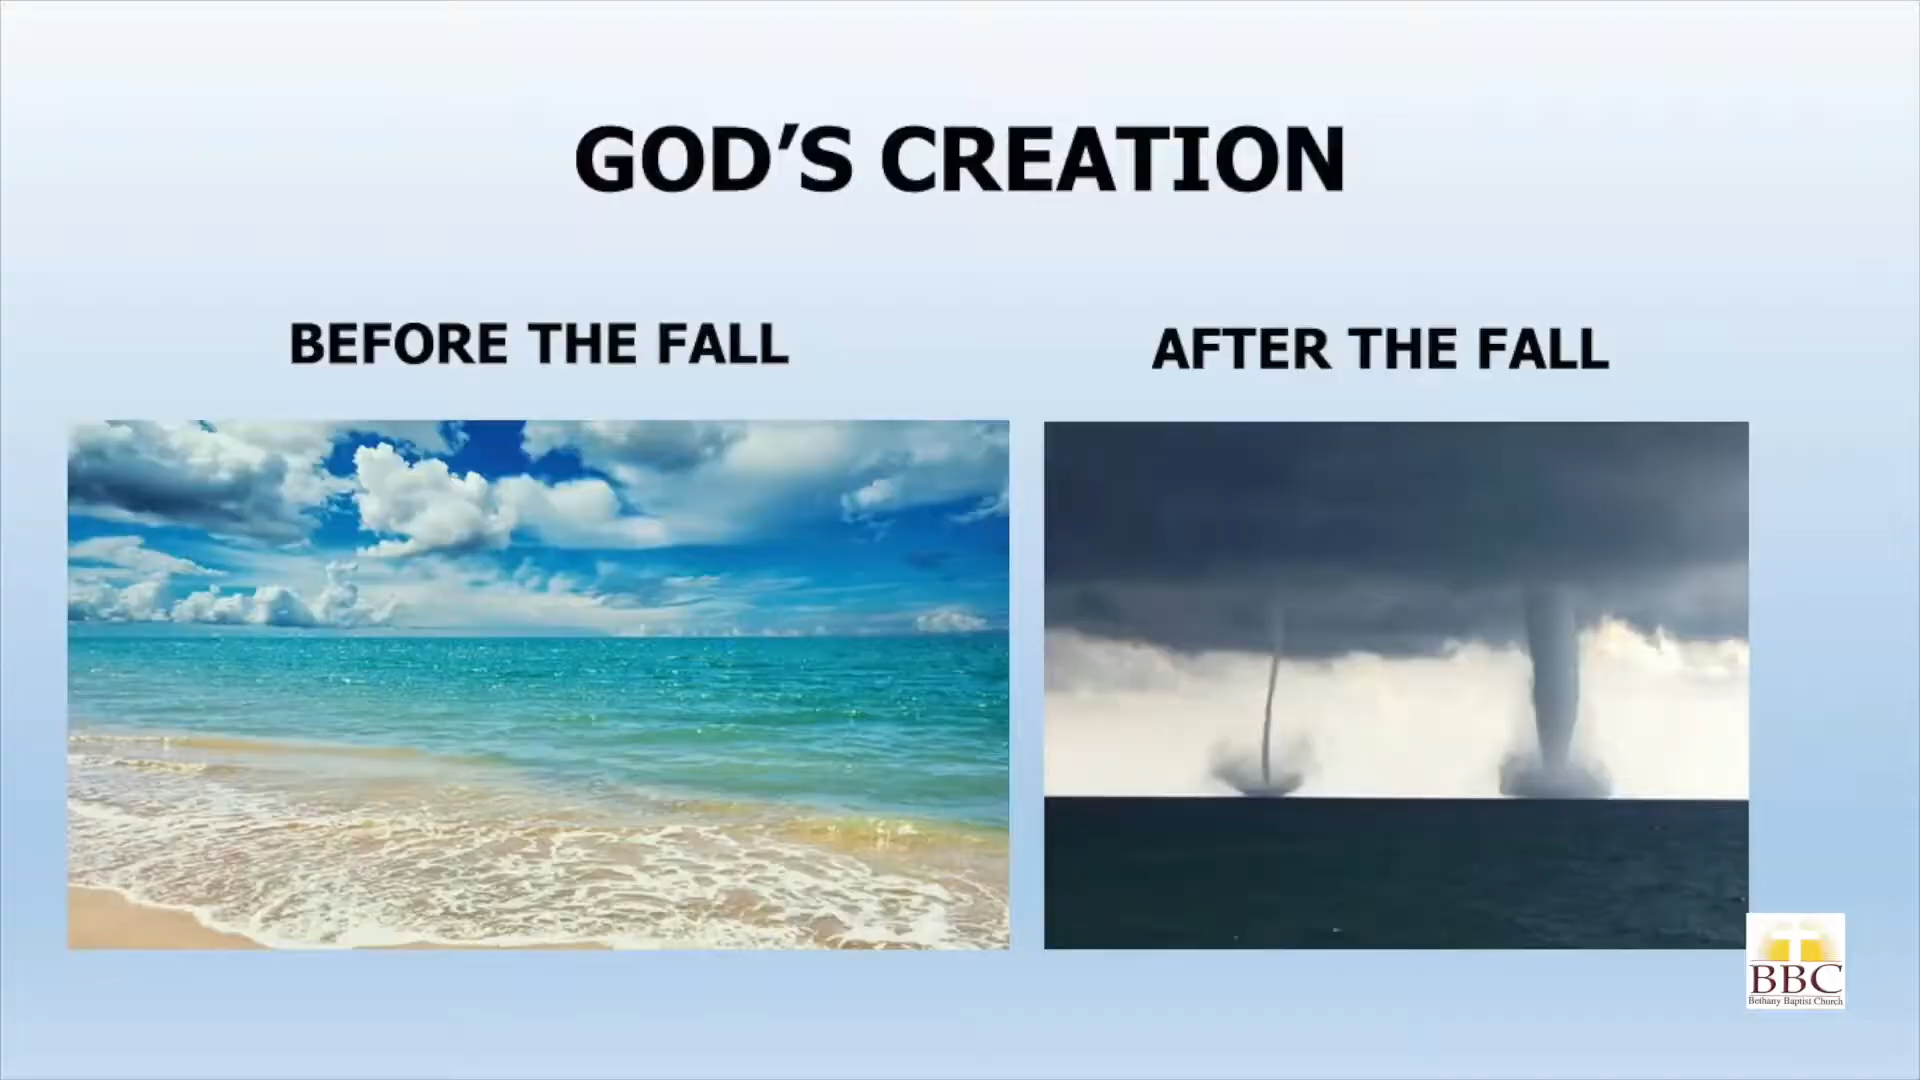 GOD’S CREATION
BEFORE THE FALL
AFTER THE FALL
BBC
Bethany Baptist Church